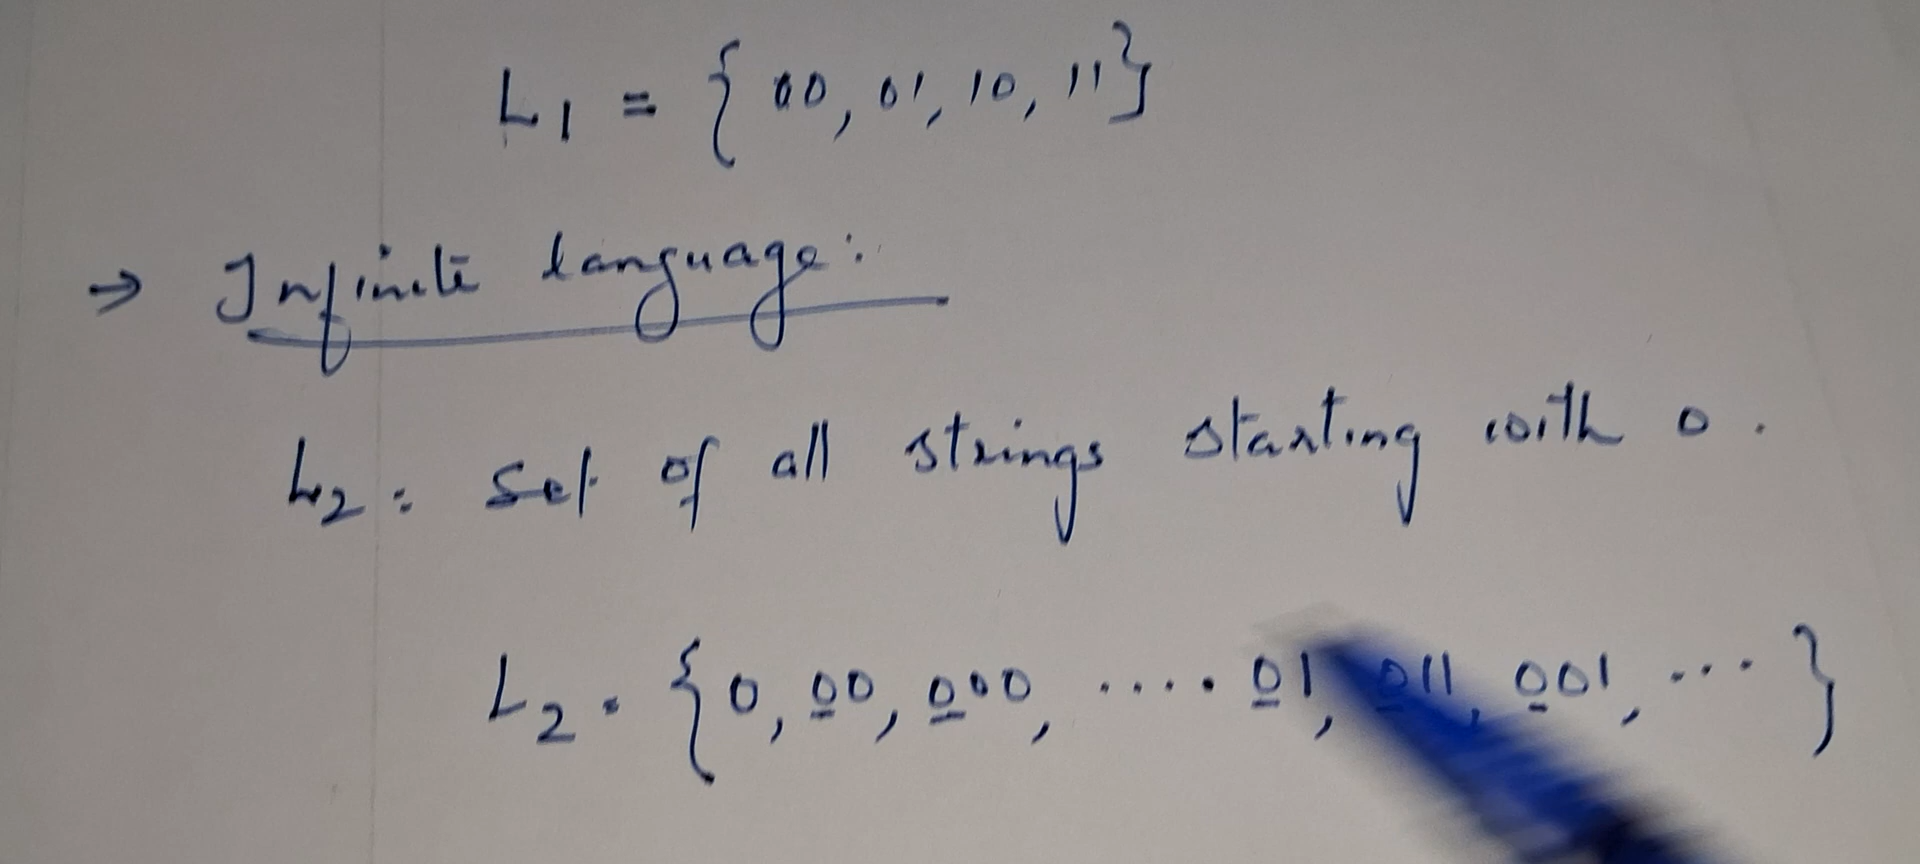 L1 = { 00, 01, 10, 11 }
→ Infinite language:
L2 = Set of all strings starting with 0.
L2 = { 0, 00, 000, .... 01, 011, 001, ... }